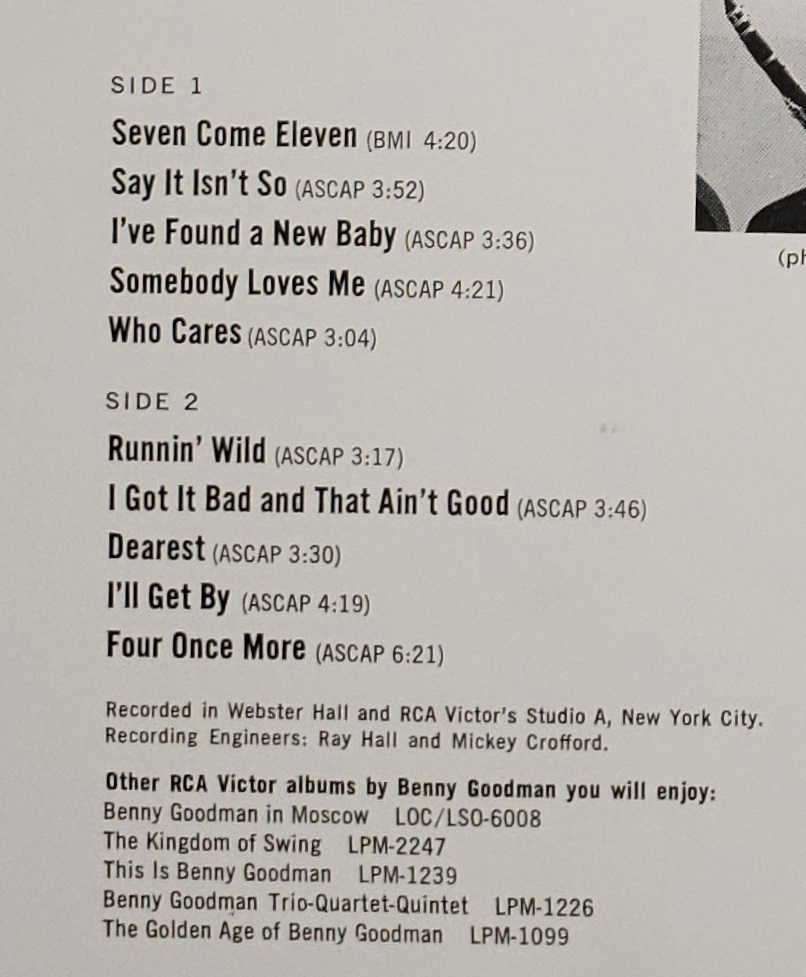 SIDE 1
Seven Come Eleven (BMI 4:20)
Say It Isn't So (ASCAP 3:52)
I've Found a New Baby (ASCAP 3:36)
Somebody Loves Me (ASCAP 4:21)
Who Cares (ASCAP 3:04)
(ph
SIDE 2
Runnin' Wild (ASCAP 3:17)
I Got It Bad and That Ain't Good (ASCAP 3:46)
Dearest (ASCAP 3:30)
I'll Get By (ASCAP 4:19)
Four Once More (ASCAP 6:21)
Recorded in Webster Hall and RCA Victor's Studio A, New York City.
Recording Engineers: Ray Hall and Mickey Crofford.
Other RCA Victor albums by Benny Goodman you will enjoy:
Benny Goodman in Moscow LOC/LSO-6008
The Kingdom of Swing LPM-2247
This Is Benny Goodman LPM-1239
Benny Goodman Trio-Quartet-Quintet LPM-1226
The Golden Age of Benny Goodman LPM-1099